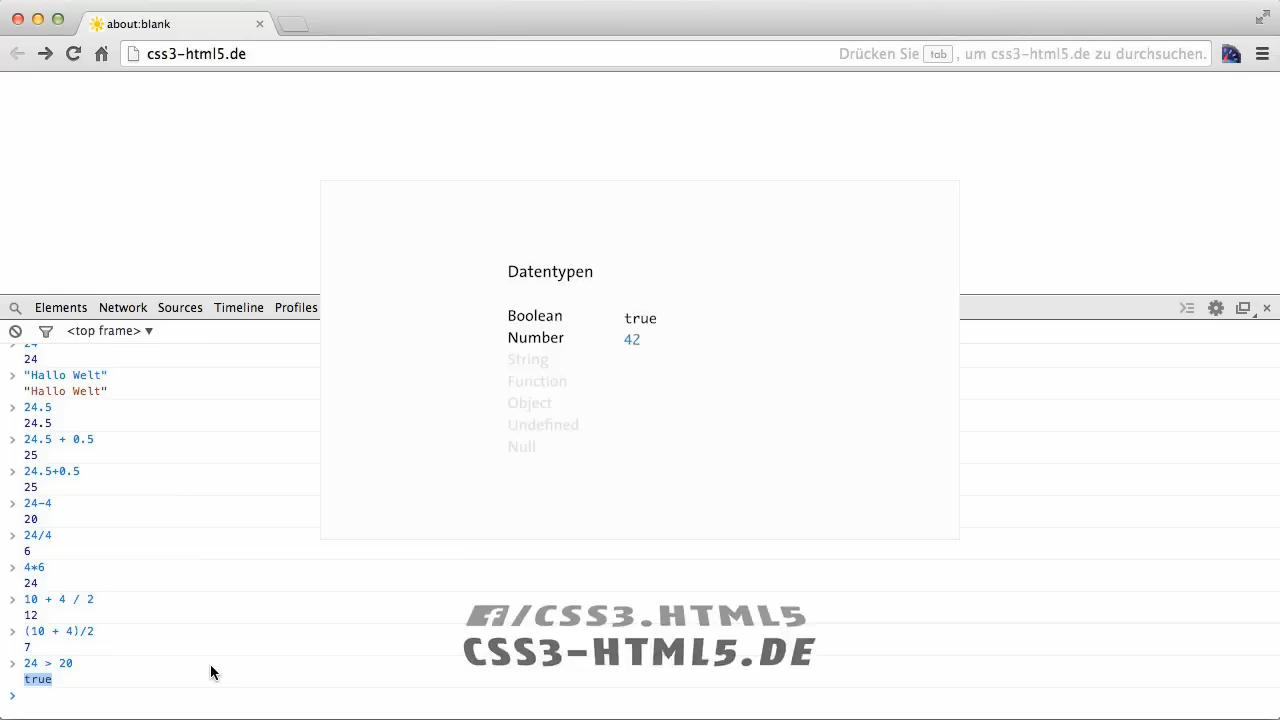 about:blank
css3-html5.de
Drücken Sie tab , um css3-html5.de zu durchsuchen.
Datentypen
Boolean true
Number 42
String
Function
Object
Undefined
Null
Elements Network Sources Timeline Profiles
<top frame>
24
24
"Hallo Welt"
"Hallo Welt"
24.5
24.5
24.5 + 0.5
25
24.5+0.5
25
24-4
20
24/4
6
4*6
24
10 + 4 / 2
12
(10 + 4)/2
7
24 > 20
true
/CSS3.HTML5
CSS3-HTML5.DE